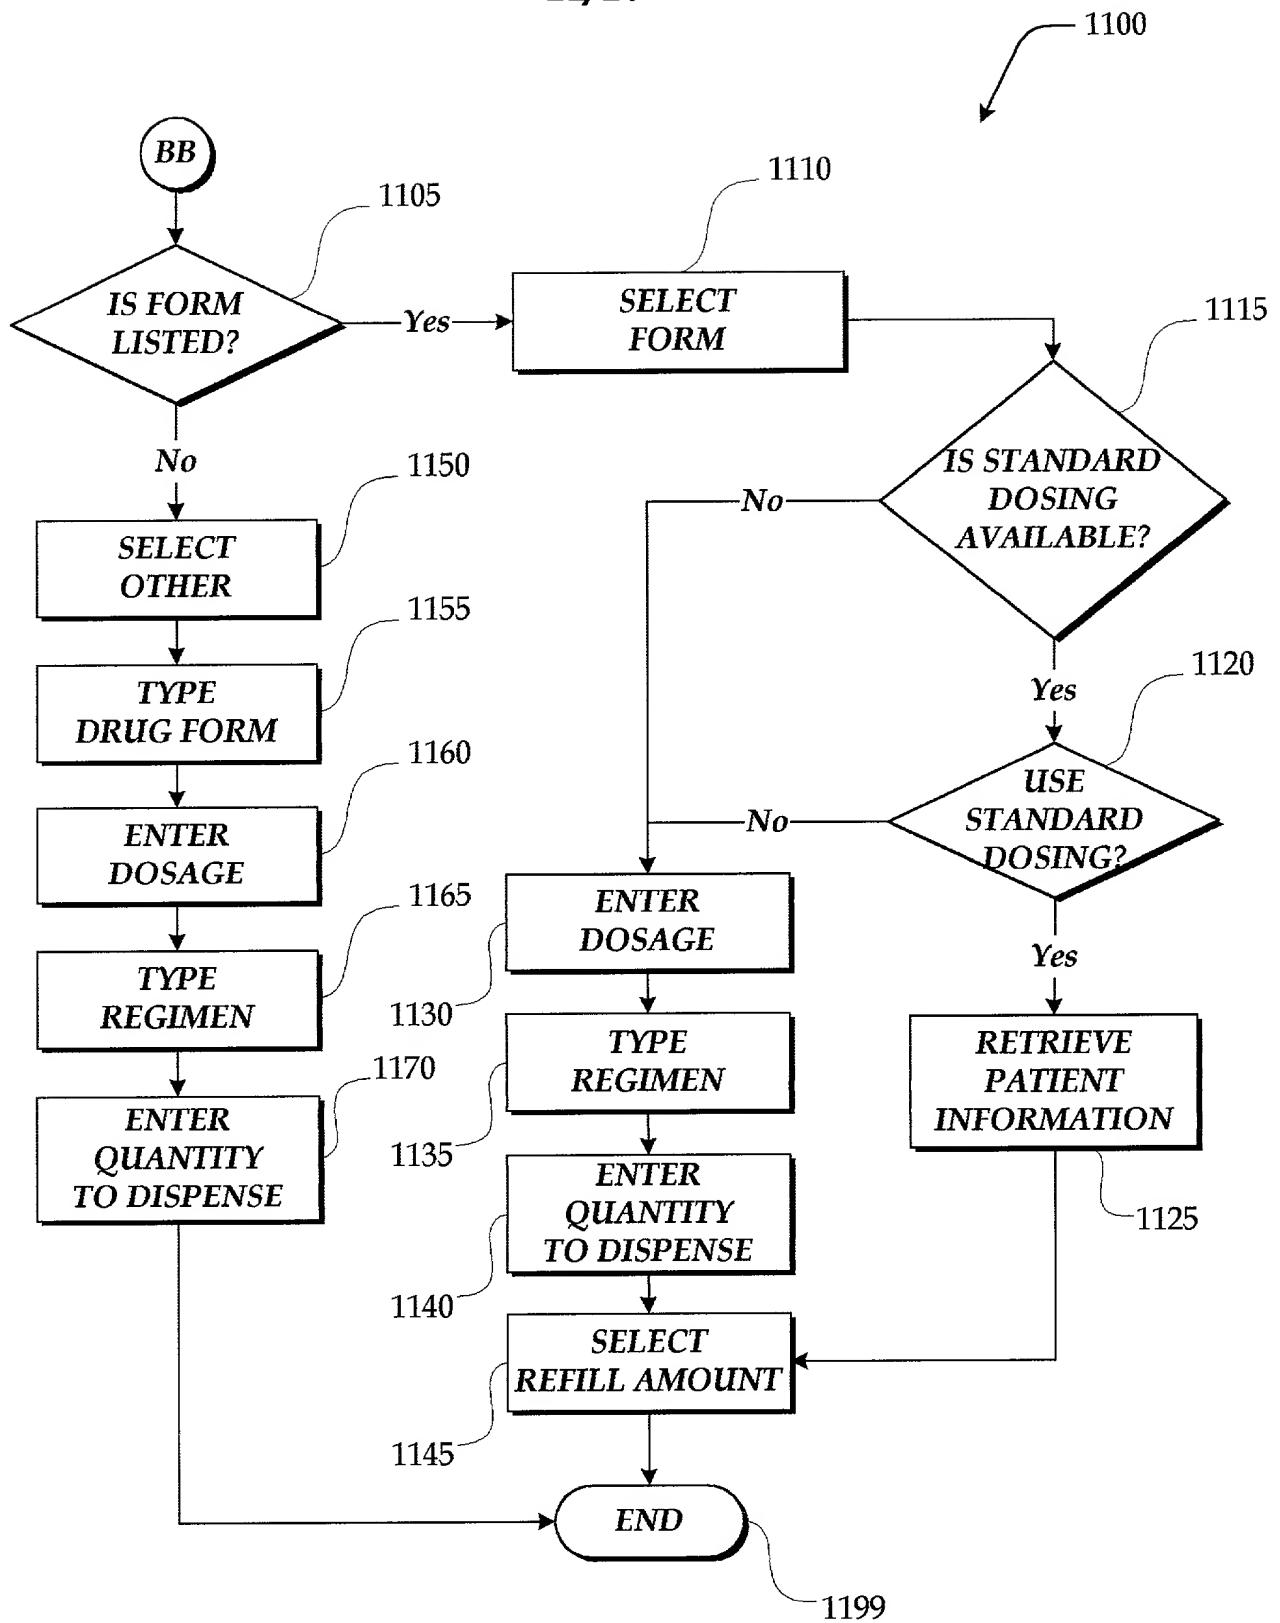 1100
BB
1105
1110
IS FORM
LISTED?
Yes
SELECT
FORM
1115
No
1150
IS STANDARD
DOSING
AVAILABLE?
No
SELECT
OTHER
1155
Yes
1120
TYPE
DRUG FORM
1160
USE
STANDARD
DOSING?
No
ENTER
DOSAGE
1165
ENTER
DOSAGE
1130
Yes
TYPE
REGIMEN
1170
TYPE
REGIMEN
1135
RETRIEVE
PATIENT
INFORMATION
1125
ENTER
QUANTITY
TO DISPENSE
ENTER
QUANTITY
TO DISPENSE
1140
SELECT
REFILL AMOUNT
1145
END
1199